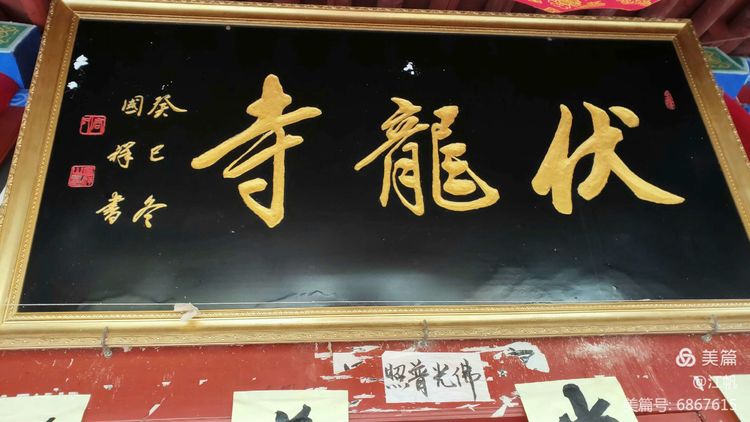 伏龍寺
癸巳冬
國祥書
佛光普照
美篇
@江帆
美篇号: 6867615